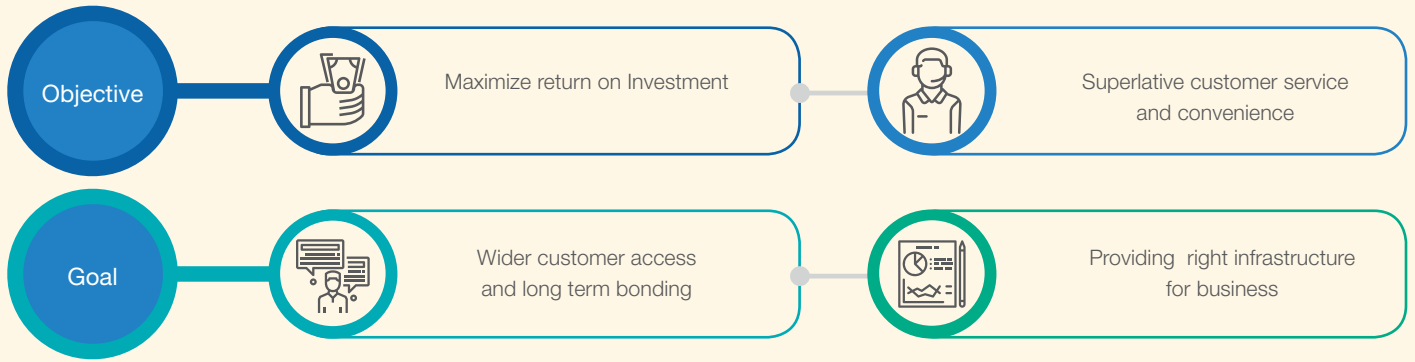 Objective
Maximize return on Investment
Superlative customer service
and convenience
Goal
Wider customer access
and long term bonding
Providing right infrastructure
for business